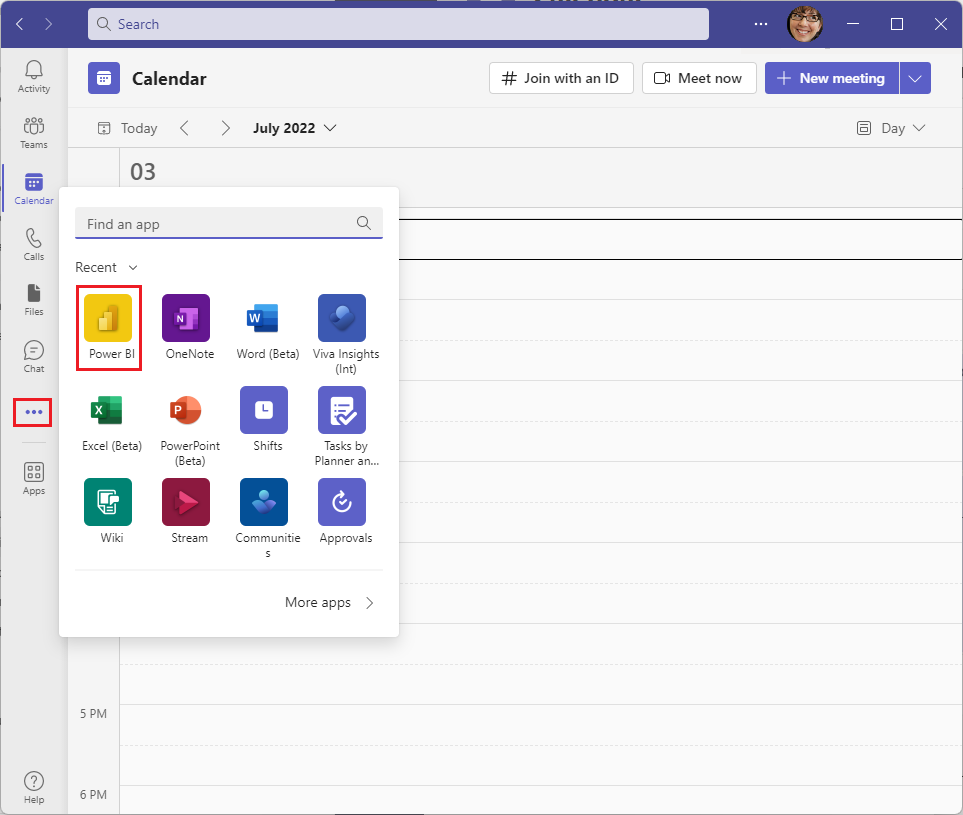 Search
Activity
Teams
Calendar
Calls
Files
Chat
Apps
Help
Calendar
Join with an ID
Meet now
New meeting
Today
July 2022
Day
03
Find an app
Recent
Power BI
OneNote
Word (Beta)
Viva Insights
(Int)
Excel (Beta)
PowerPoint
(Beta)
Shifts
Tasks by
Planner an...
Wiki
Stream
Communitie
s
Approvals
More apps
5 PM
6 PM